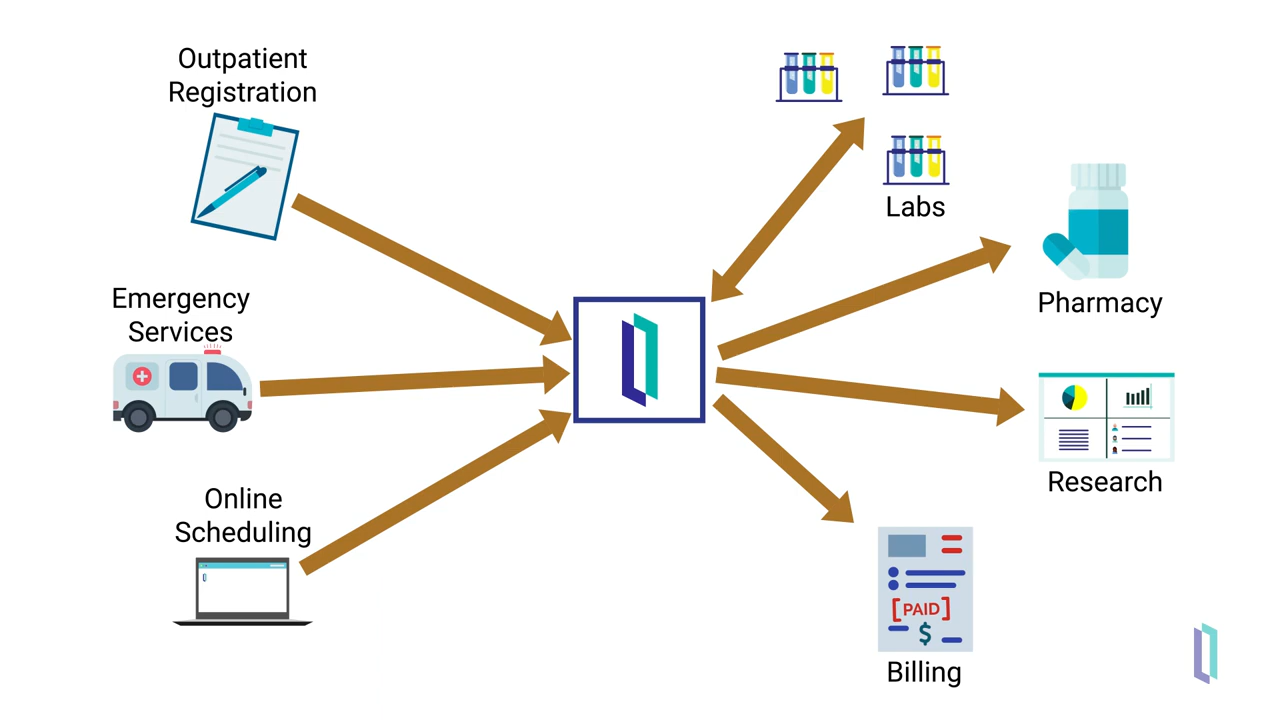 Outpatient
Registration
Emergency
Services
Online
Scheduling
Labs
Pharmacy
Research
[PAID]
$
Billing